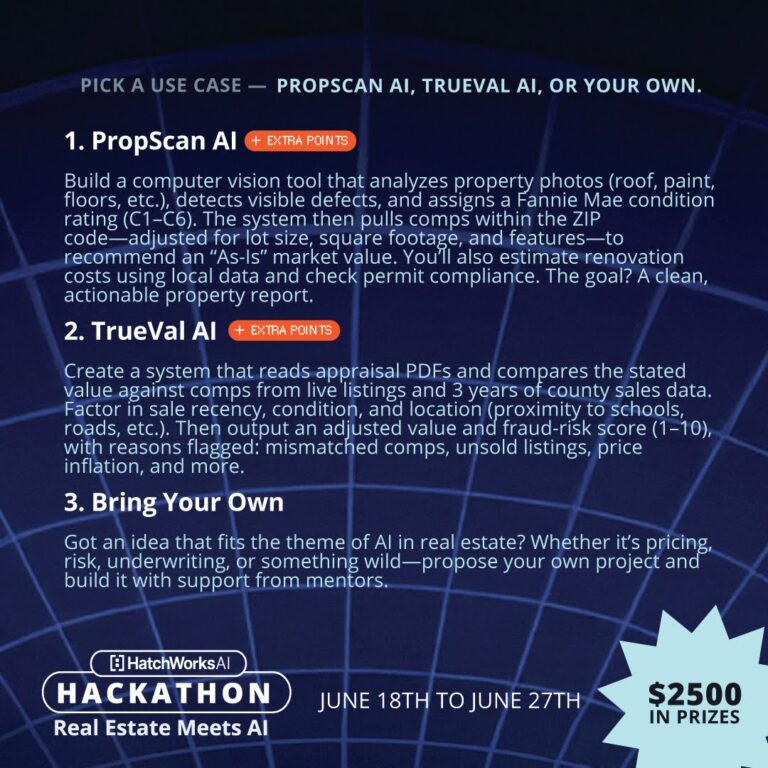 PICK A USE CASE — PROPSCAN AI, TRUEVAL AI, OR YOUR OWN.
1. PropScan AI + EXTRA POINTS
Build a computer vision tool that analyzes property photos (roof, paint,
floors, etc.), detects visible defects, and assigns a Fannie Mae condition
rating (C1–C6). The system then pulls comps within the ZIP
code—adjusted for lot size, square footage, and features—to
recommend an “As-Is” market value. You’ll also estimate renovation
costs using local data and check permit compliance. The goal? A clean,
actionable property report.
2. TrueVal AI + EXTRA POINTS
Create a system that reads appraisal PDFs and compares the stated
value against comps from live listings and 3 years of county sales data.
Factor in sale recency, condition, and location (proximity to schools,
roads, etc.). Then output an adjusted value and fraud-risk score (1–10),
with reasons flagged: mismatched comps, unsold listings, price
inflation, and more.
3. Bring Your Own
Got an idea that fits the theme of AI in real estate? Whether it’s pricing,
risk, underwriting, or something wild—propose your own project and
build it with support from mentors.
HatchWorksAI
HACKATHON
Real Estate Meets AI
JUNE 18TH TO JUNE 27TH
$2500
IN PRIZES